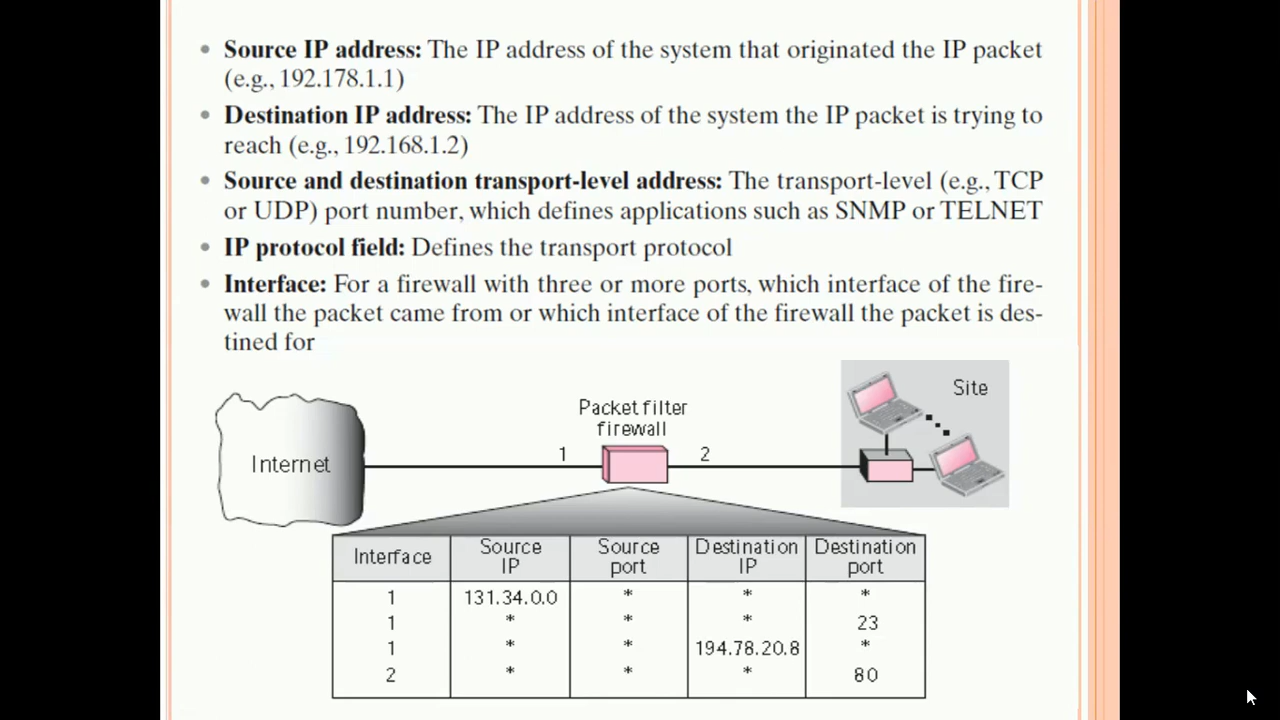 • Source IP address: The IP address of the system that originated the IP packet
(e.g., 192.178.1.1)
• Destination IP address: The IP address of the system the IP packet is trying to
reach (e.g., 192.168.1.2)
• Source and destination transport-level address: The transport-level (e.g., TCP
or UDP) port number, which defines applications such as SNMP or TELNET
• IP protocol field: Defines the transport protocol
• Interface: For a firewall with three or more ports, which interface of the fire-
wall the packet came from or which interface of the firewall the packet is des-
tined for
Site
Packet filter
firewall
Internet
1
2
Interface Source IP Source port Destination IP Destination port
1 131.34.0.0 * * *
1 * * * 23
1 * * 194.78.20.8 *
2 * * * 80